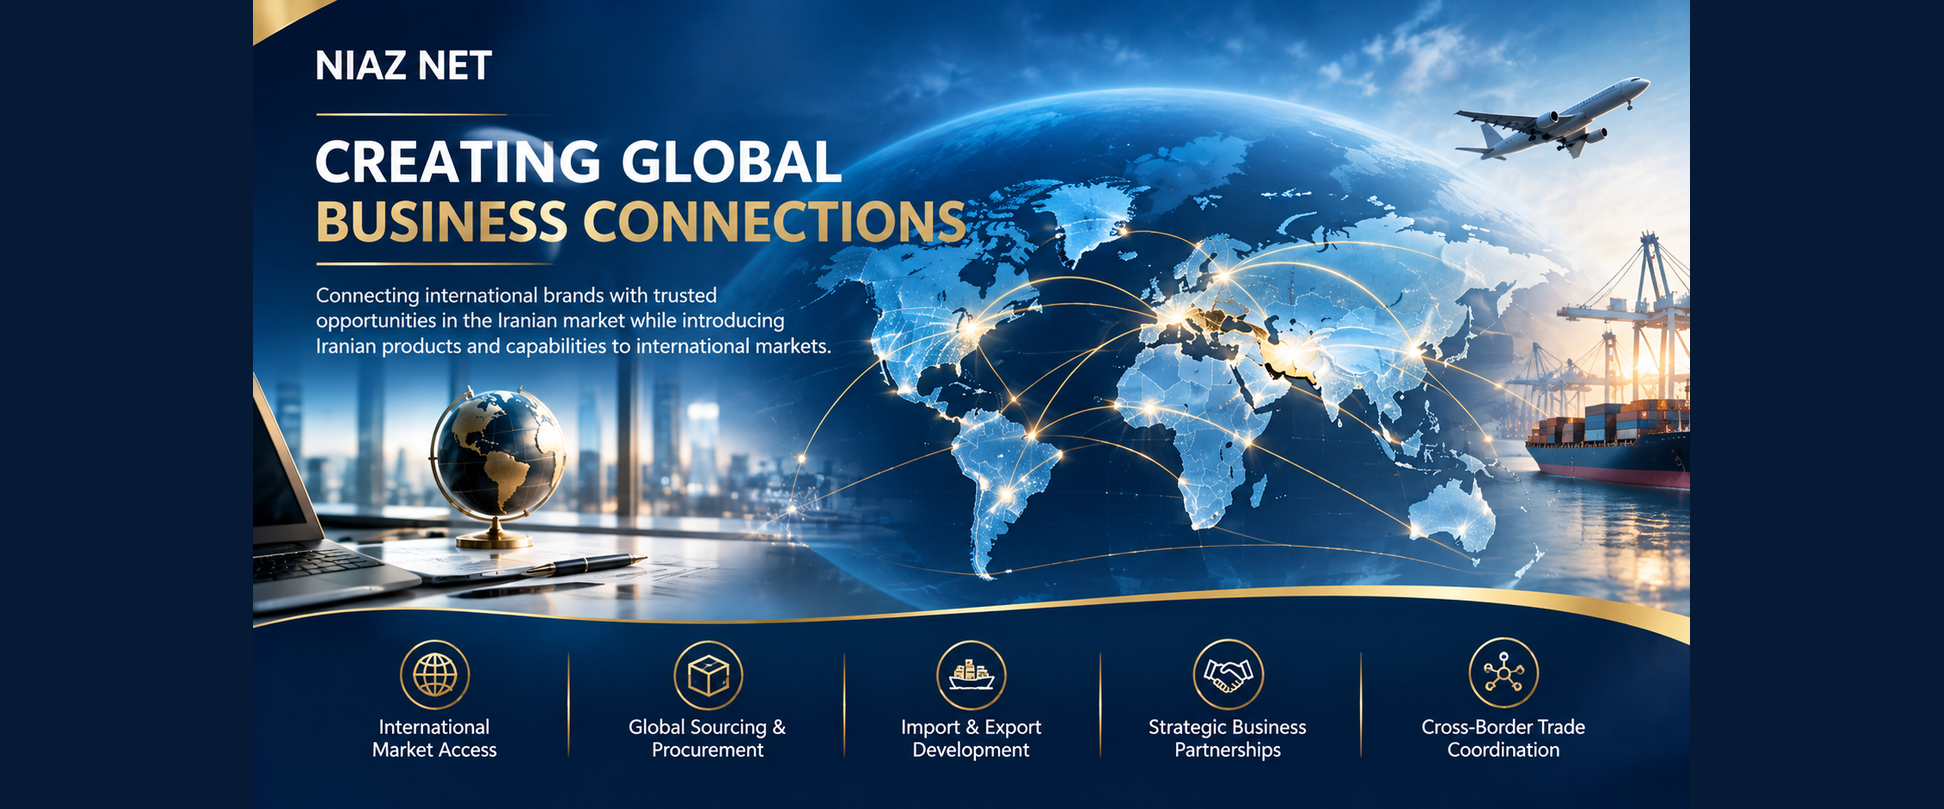 NIAZ NET
CREATING GLOBAL
BUSINESS CONNECTIONS
Connecting international brands with trusted
opportunities in the Iranian market while introducing
Iranian products and capabilities to international markets.
International
Market Access
Global Sourcing &
Procurement
Import & Export
Development
Strategic Business
Partnerships
Cross-Border Trade
Coordination